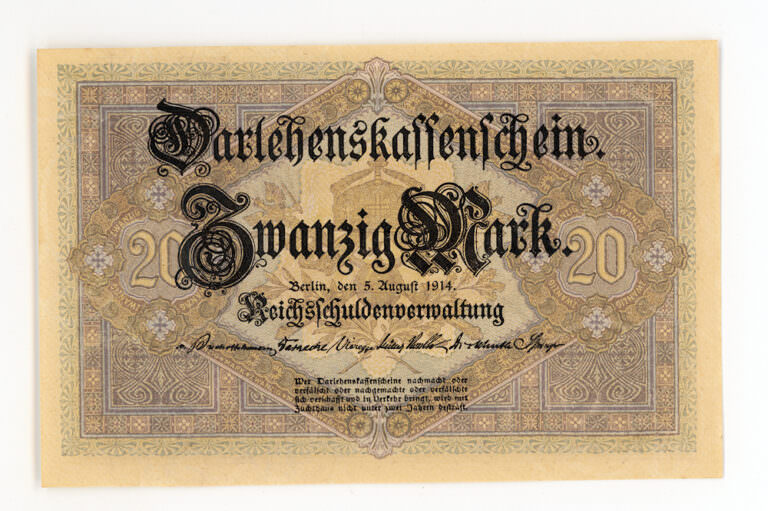 Darlehenskassenschein.
Zwanzig Mark.
20
20
Berlin, den 5. August 1914.
Reichsschuldenverwaltung
Wer Darlehenskassenscheine nachmacht oder
verfälscht oder nachgemachte oder verfälschte
sich verschafft und in Verkehr bringt, wird mit
Zuchthaus nicht unter zwei Jahren bestraft.